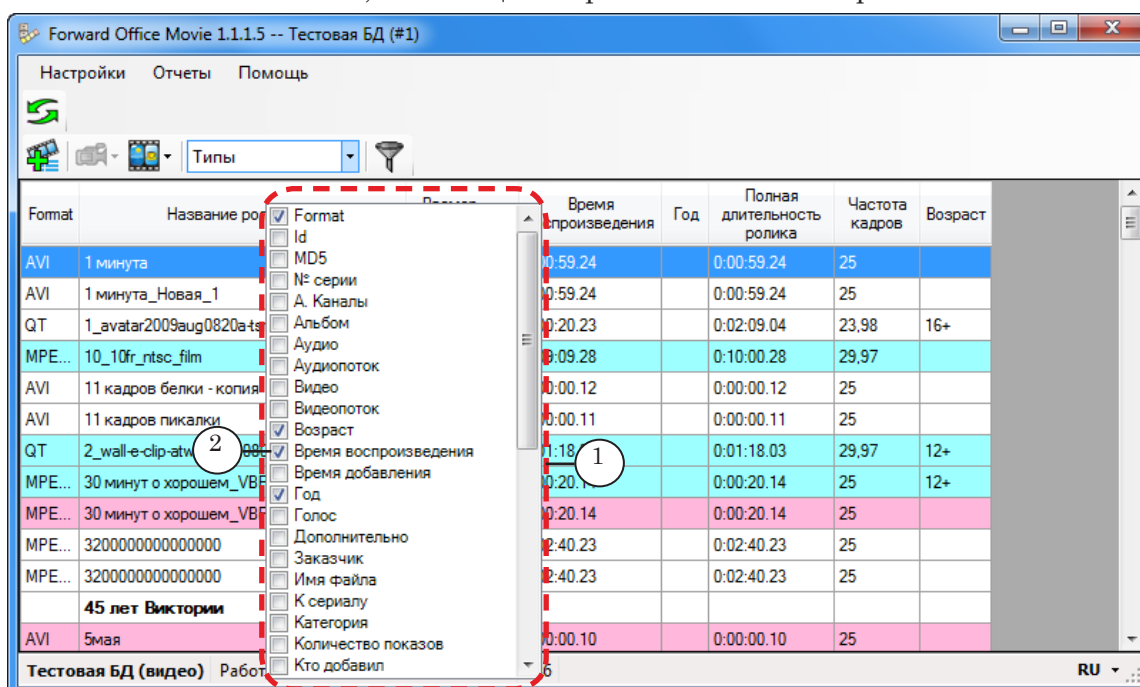 Forward Office Movie 1.1.1.5 -- Тестовая БД (#1)
Настройки Отчеты Помощь
Типы
Format Название Время Год Полная длительность ролика Частота кадров Возраст
AVI 1 минута 0:00:59.24 25
AVI 1 минута_Новая_1 0:00:59.24 25
QT 0:02:09.04 23,98 16+
MPE... 10_10fr_ntsc_film 0:10:00.28 29,97
AVI 11 кадров белки - копия 0:00:00.12 25
AVI 11 кадров пикалки 0:00:00.11 25
QT 0:01:18.03 29,97 12+
MPE... 30 минут о хорошем 0:00:20.14 25 12+
MPE... 30 минут о хорошем 0:00:20.14 25
MPE... 3200000000000000 0:02:40.23 25
MPE... 3200000000000000 0:02:40.23 25
45 лет Виктории
AVI 5мая 0:00:00.10 25
Format
Id
MD5
№ серии
А. Каналы
Альбом
Аудио
Аудиопоток
Видео
Видеопоток
Возраст
Время воспроизведения
Время добавления
Год
Голос
Дополнительно
Заказчик
Имя файла
К сериалу
Категория
Количество показов
Кто добавил
2
1
Тестовая БД (видео) RU